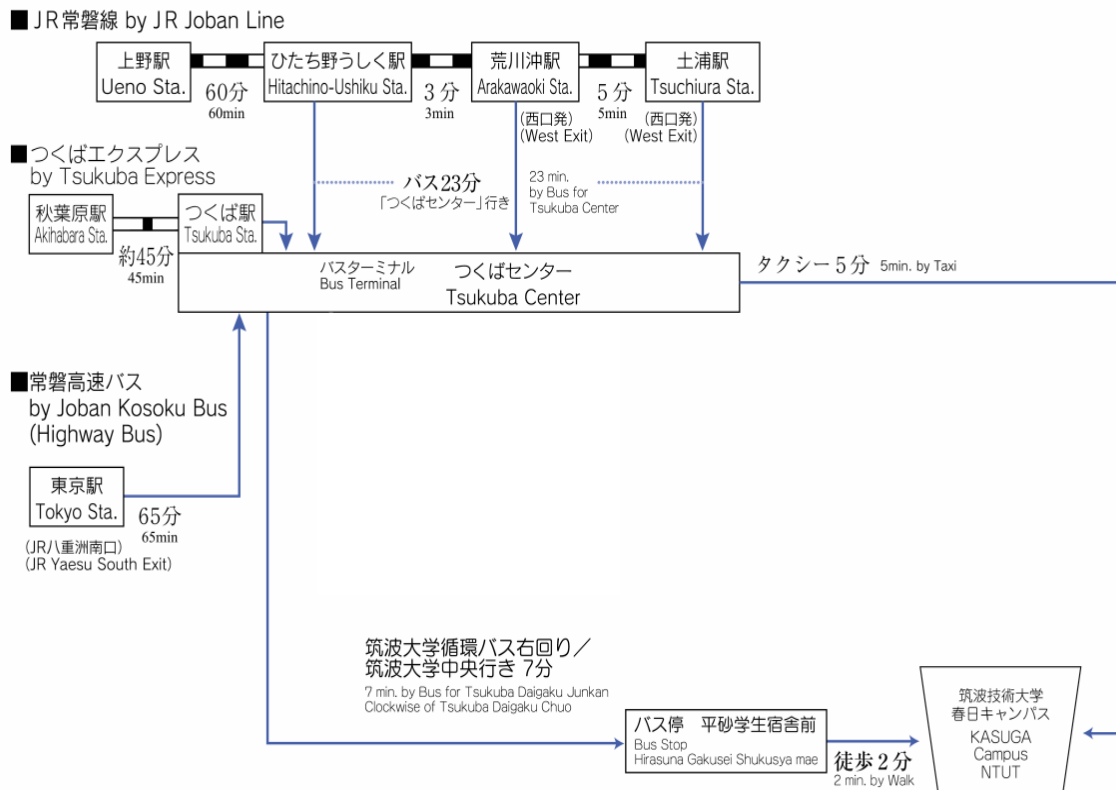 ■ JR常磐線 by JR Joban Line
上野駅
Ueno Sta.
60分
60min
ひたち野うしく駅
Hitachino-Ushiku Sta.
3分
3min
荒川沖駅
Arakawaoki Sta.
5分
5min
土浦駅
Tsuchiura Sta.
(西口発)
(West Exit)
(西口発)
(West Exit)
■つくばエクスプレス
by Tsukuba Express
バス23分
「つくばセンター」行き
23 min.
by Bus for
Tsukuba Center
秋葉原駅
Akihabara Sta.
約45分
45min
つくば駅
Tsukuba Sta.
バスターミナル
Bus Terminal
つくばセンター
Tsukuba Center
タクシー5分 5min. by Taxi
■常磐高速バス
by Joban Kosoku Bus
(Highway Bus)
東京駅
Tokyo Sta.
65分
65min
(JR八重洲南口)
(JR Yaesu South Exit)
筑波大学循環バス右回り／
筑波大学中央行き 7分
7 min. by Bus for Tsukuba Daigaku Junkan
Clockwise of Tsukuba Daigaku Chuo
バス停 平砂学生宿舎前
Bus Stop
Hirasuna Gakusei Shukusya mae
徒歩2分
2 min. by Walk
筑波技術大学
春日キャンパス
KASUGA
Campus
NTUT